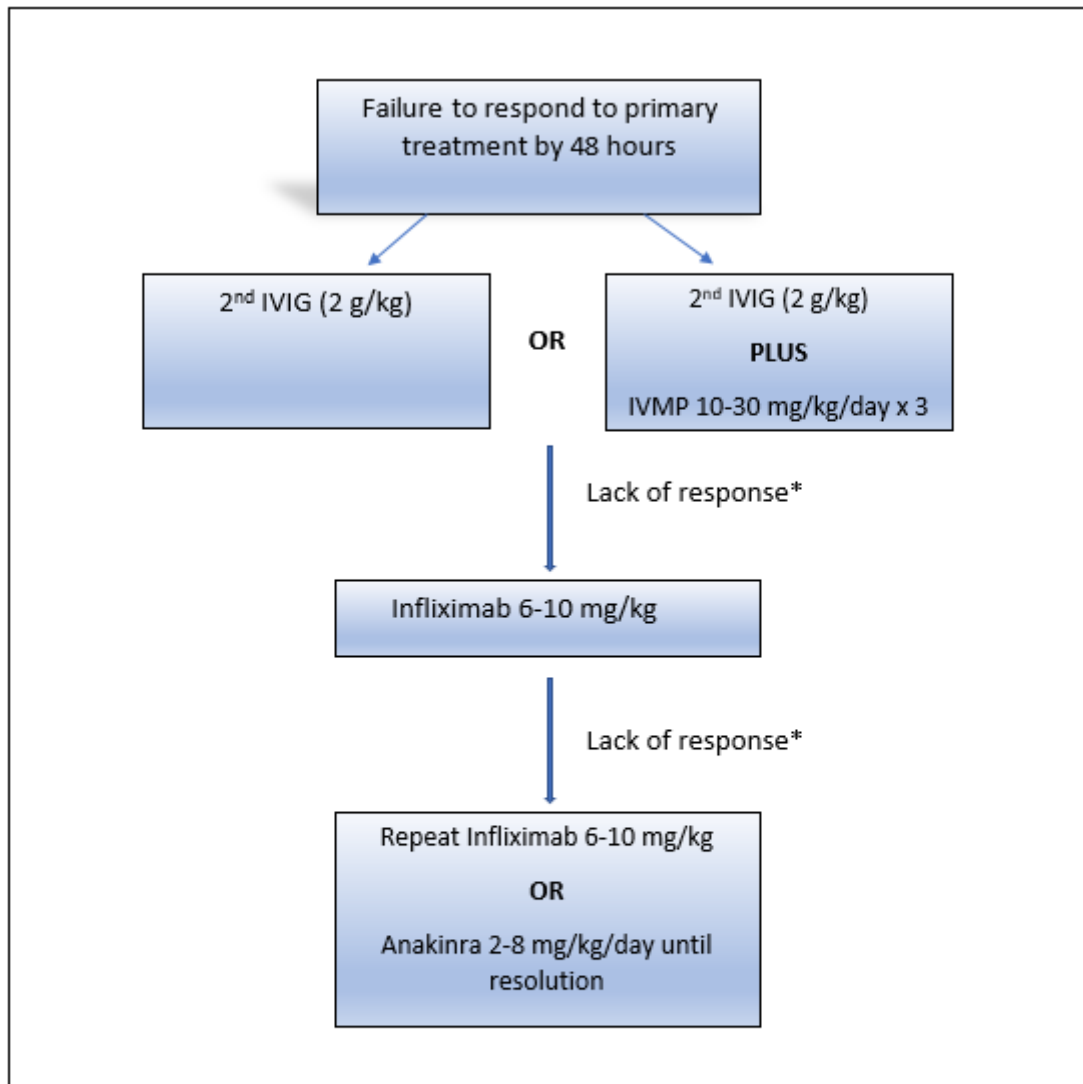 Failure to respond to primary
treatment by 48 hours
2nd IVIG (2 g/kg)
OR
2nd IVIG (2 g/kg)
PLUS
IVMP 10-30 mg/kg/day x 3
Lack of response*
Infliximab 6-10 mg/kg
Lack of response*
Repeat Infliximab 6-10 mg/kg
OR
Anakinra 2-8 mg/kg/day until
resolution